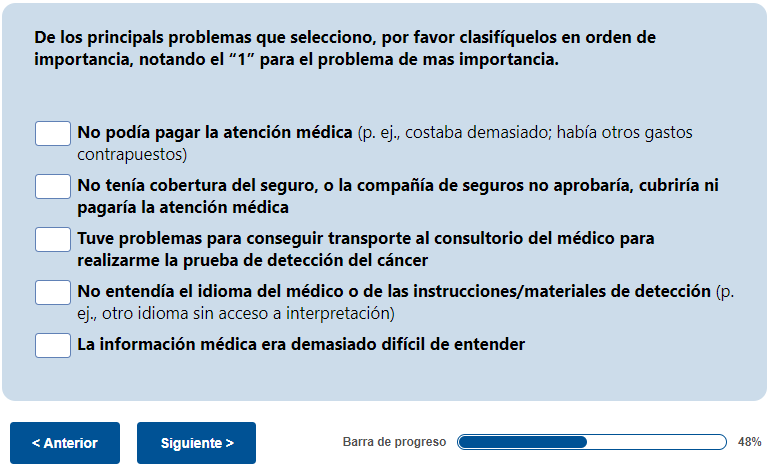 De los principals problemas que selecciono, por favor clasifíquelos en orden de
importancia, notando el “1” para el problema de mas importancia.
No podía pagar la atención médica (p. ej., costaba demasiado; había otros gastos
contrapuestos)
No tenía cobertura del seguro, o la compañía de seguros no aprobaría, cubriría ni
pagaría la atención médica
Tuve problemas para conseguir transporte al consultorio del médico para
realizarme la prueba de detección del cáncer
No entendía el idioma del médico o de las instrucciones/materiales de detección (p.
ej., otro idioma sin acceso a interpretación)
La información médica era demasiado difícil de entender
< Anterior
Siguiente >
Barra de progreso
48%